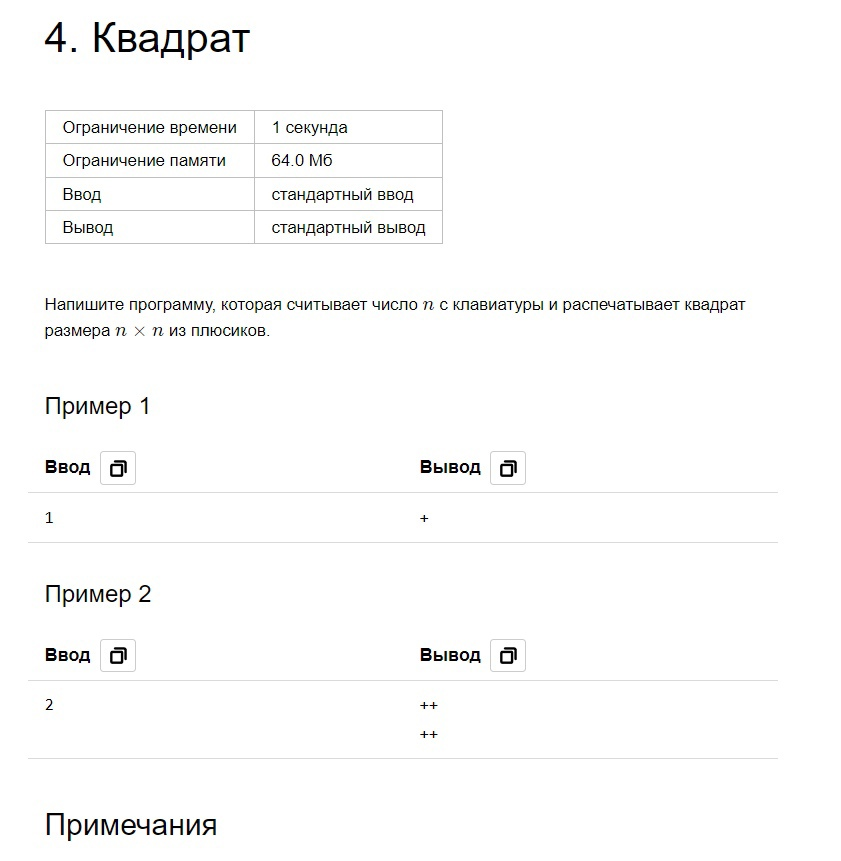 4. Квадрат
Ограничение времени 1 секунда
Ограничение памяти 64.0 Мб
Ввод стандартный ввод
Вывод стандартный вывод
Напишите программу, которая считывает число n с клавиатуры и распечатывает квадрат
размера n × n из плюсиков.
Пример 1
Ввод Вывод
1 +
Пример 2
Ввод Вывод
2 ++
++
Примечания